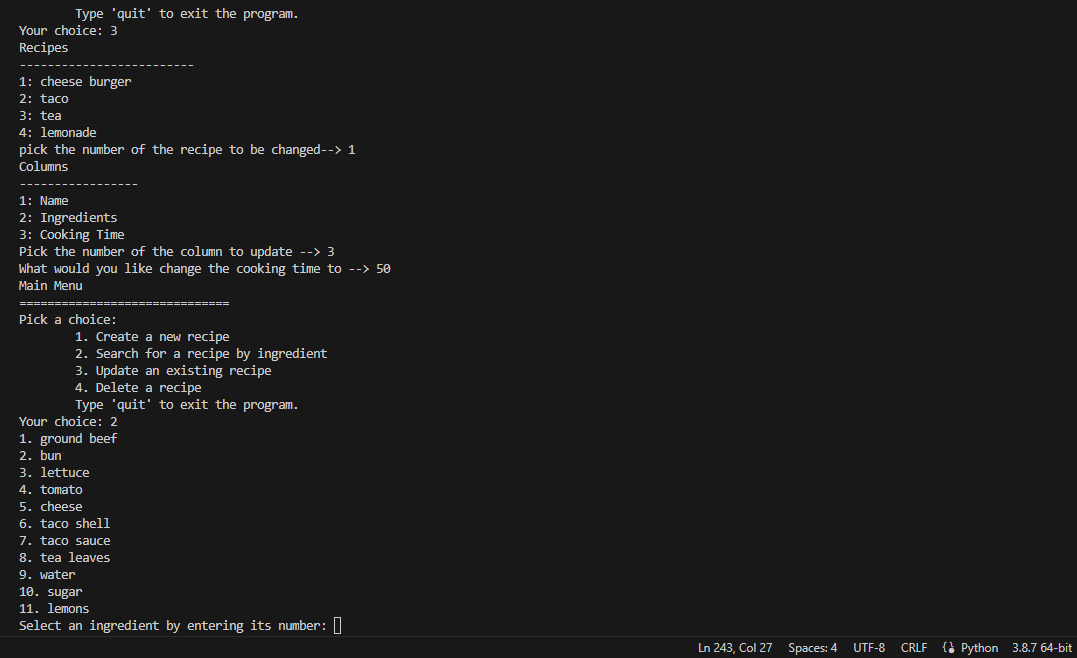 Type 'quit' to exit the program.
Your choice: 3
Recipes
-------------------------
1: cheese burger
2: taco
3: tea
4: lemonade
pick the number of the recipe to be changed--> 1
Columns
-----------------
1: Name
2: Ingredients
3: Cooking Time
Pick the number of the column to update --> 3
What would you like change the cooking time to --> 50
Main Menu
==============================
Pick a choice:
1. Create a new recipe
2. Search for a recipe by ingredient
3. Update an existing recipe
4. Delete a recipe
Type 'quit' to exit the program.
Your choice: 2
1. ground beef
2. bun
3. lettuce
4. tomato
5. cheese
6. taco shell
7. taco sauce
8. tea leaves
9. water
10. sugar
11. lemons
Select an ingredient by entering its number:
Ln 243, Col 27 Spaces: 4 UTF-8 CRLF Python 3.8.7 64-bit